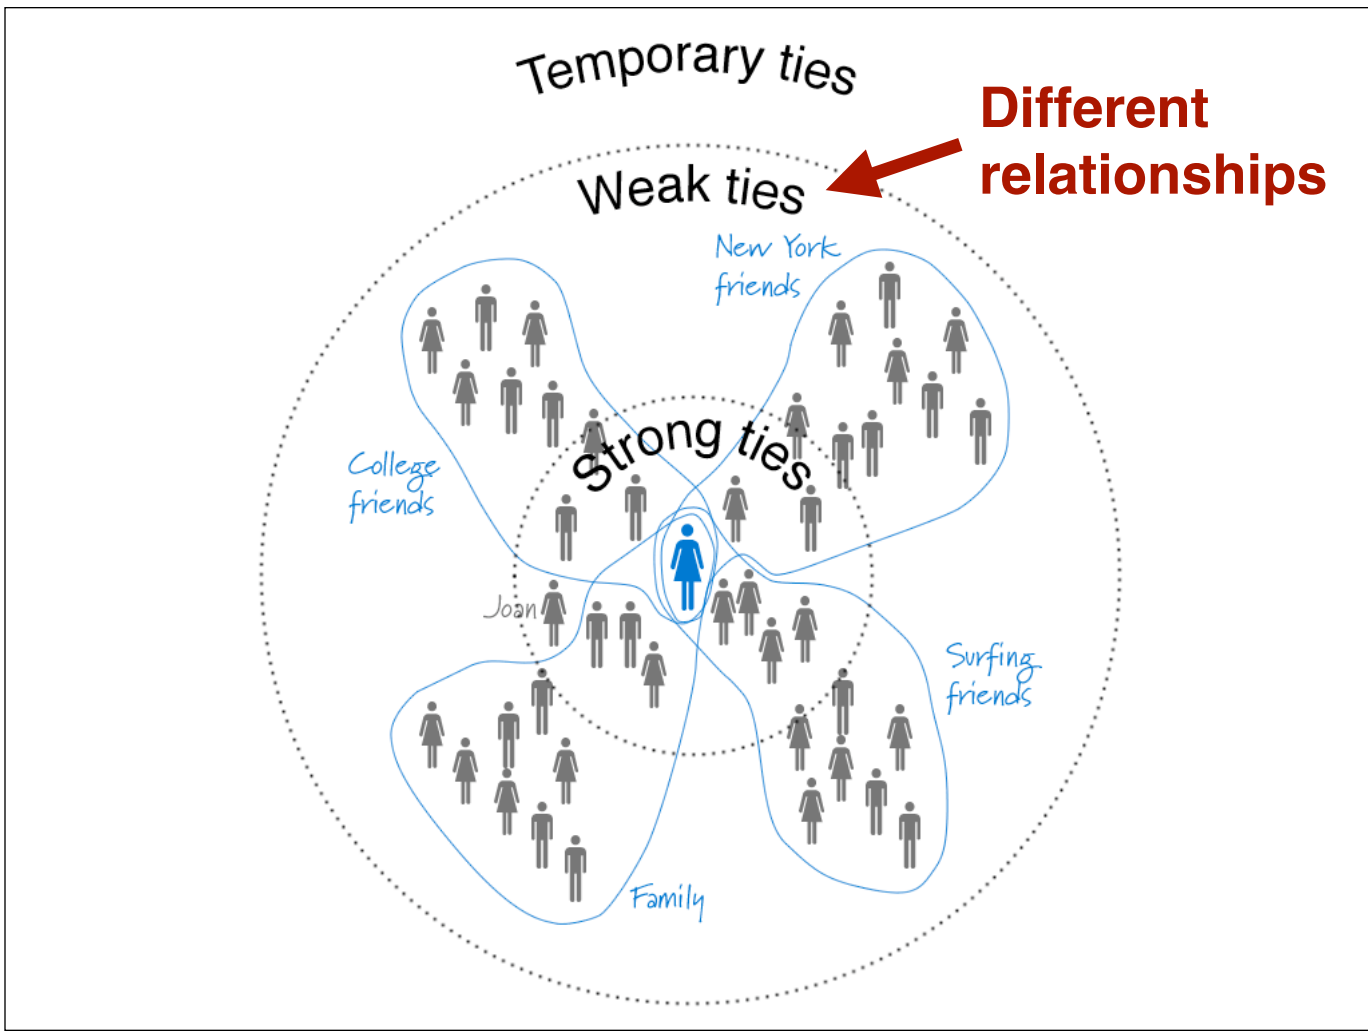 Temporary ties
Different
relationships
Weak ties
New York
friends
Strong ties
College
friends
Joan
Surfing
friends
Family